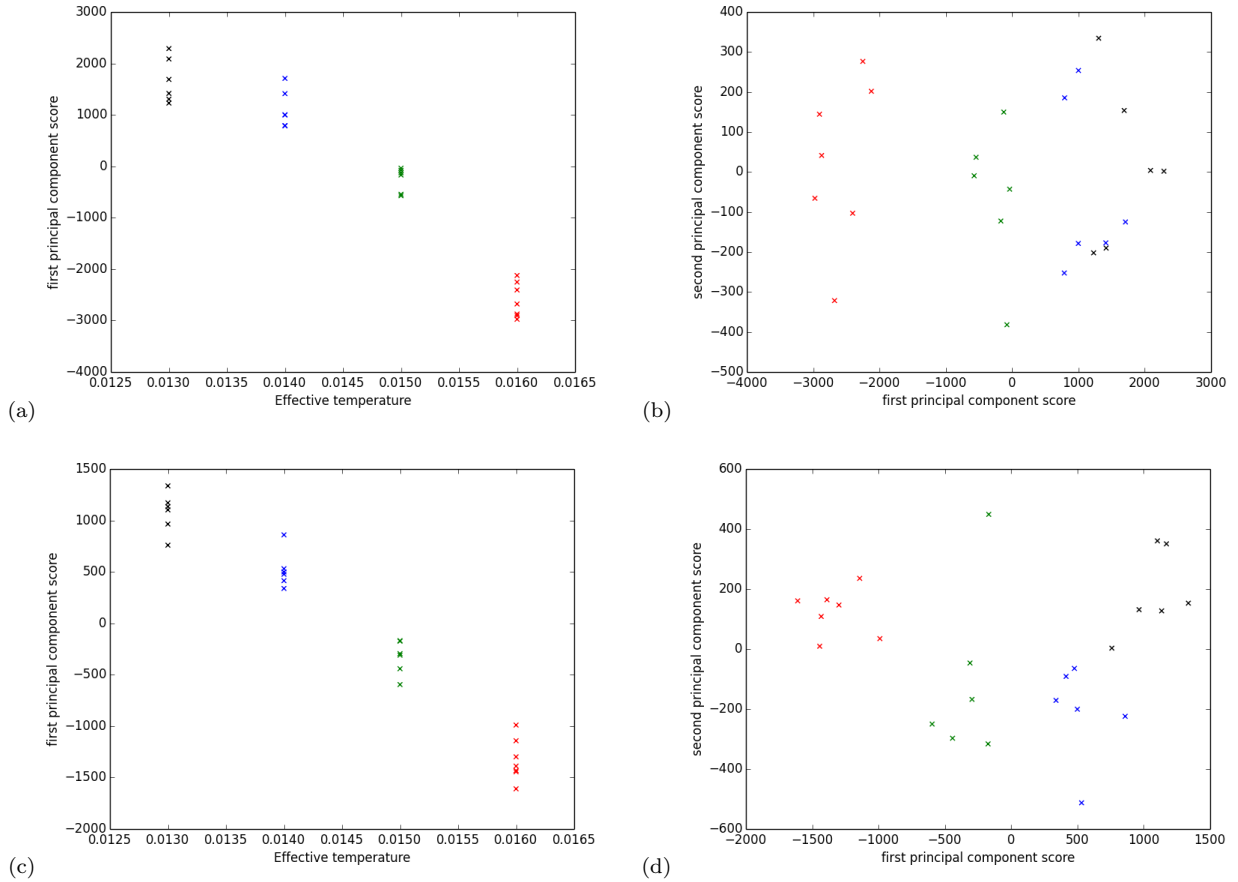 3000
2000
1000
0
−1000
−2000
−3000
−4000
first principal component score
0.0125 0.0130 0.0135 0.0140 0.0145 0.0150 0.0155 0.0160 0.0165
Effective temperature
(a)
400
300
200
100
0
−100
−200
−300
−400
−500
second principal component score
−4000 −3000 −2000 −1000 0 1000 2000 3000
first principal component score
(b)
1500
1000
500
0
−500
−1000
−1500
−2000
first principal component score
0.0125 0.0130 0.0135 0.0140 0.0145 0.0150 0.0155 0.0160 0.0165
Effective temperature
(c)
600
400
200
0
−200
−400
−600
second principal component score
−2000 −1500 −1000 −500 0 500 1000 1500
first principal component score
(d)